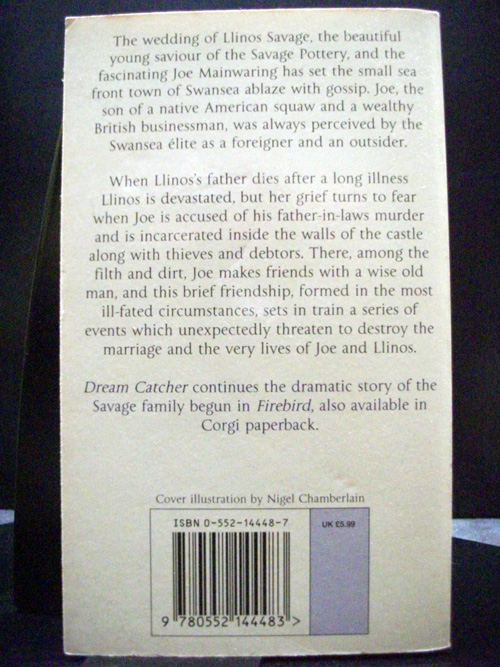 The wedding of Llinos Savage, the beautiful
young saviour of the Savage Pottery, and the
fascinating Joe Mainwaring has set the small sea
front town of Swansea ablaze with gossip. Joe, the
son of a native American squaw and a wealthy
British businessman, was always perceived by the
Swansea élite as a foreigner and an outsider.
When Llinos's father dies after a long illness
Llinos is devastated, but her grief turns to fear
when Joe is accused of his father-in-laws murder
and is incarcerated inside the walls of the castle
along with thieves and debtors. There, among the
filth and dirt, Joe makes friends with a wise old
man, and this brief friendship, formed in the most
ill-fated circumstances, sets in train a series of
events which unexpectedly threaten to destroy the
marriage and the very lives of Joe and Llinos.
Dream Catcher continues the dramatic story of the
Savage family begun in Firebird, also available in
Corgi paperback.
Cover illustration by Nigel Chamberlain
ISBN 0-552-14448-7
UK £5.99
9 780552 144483 >